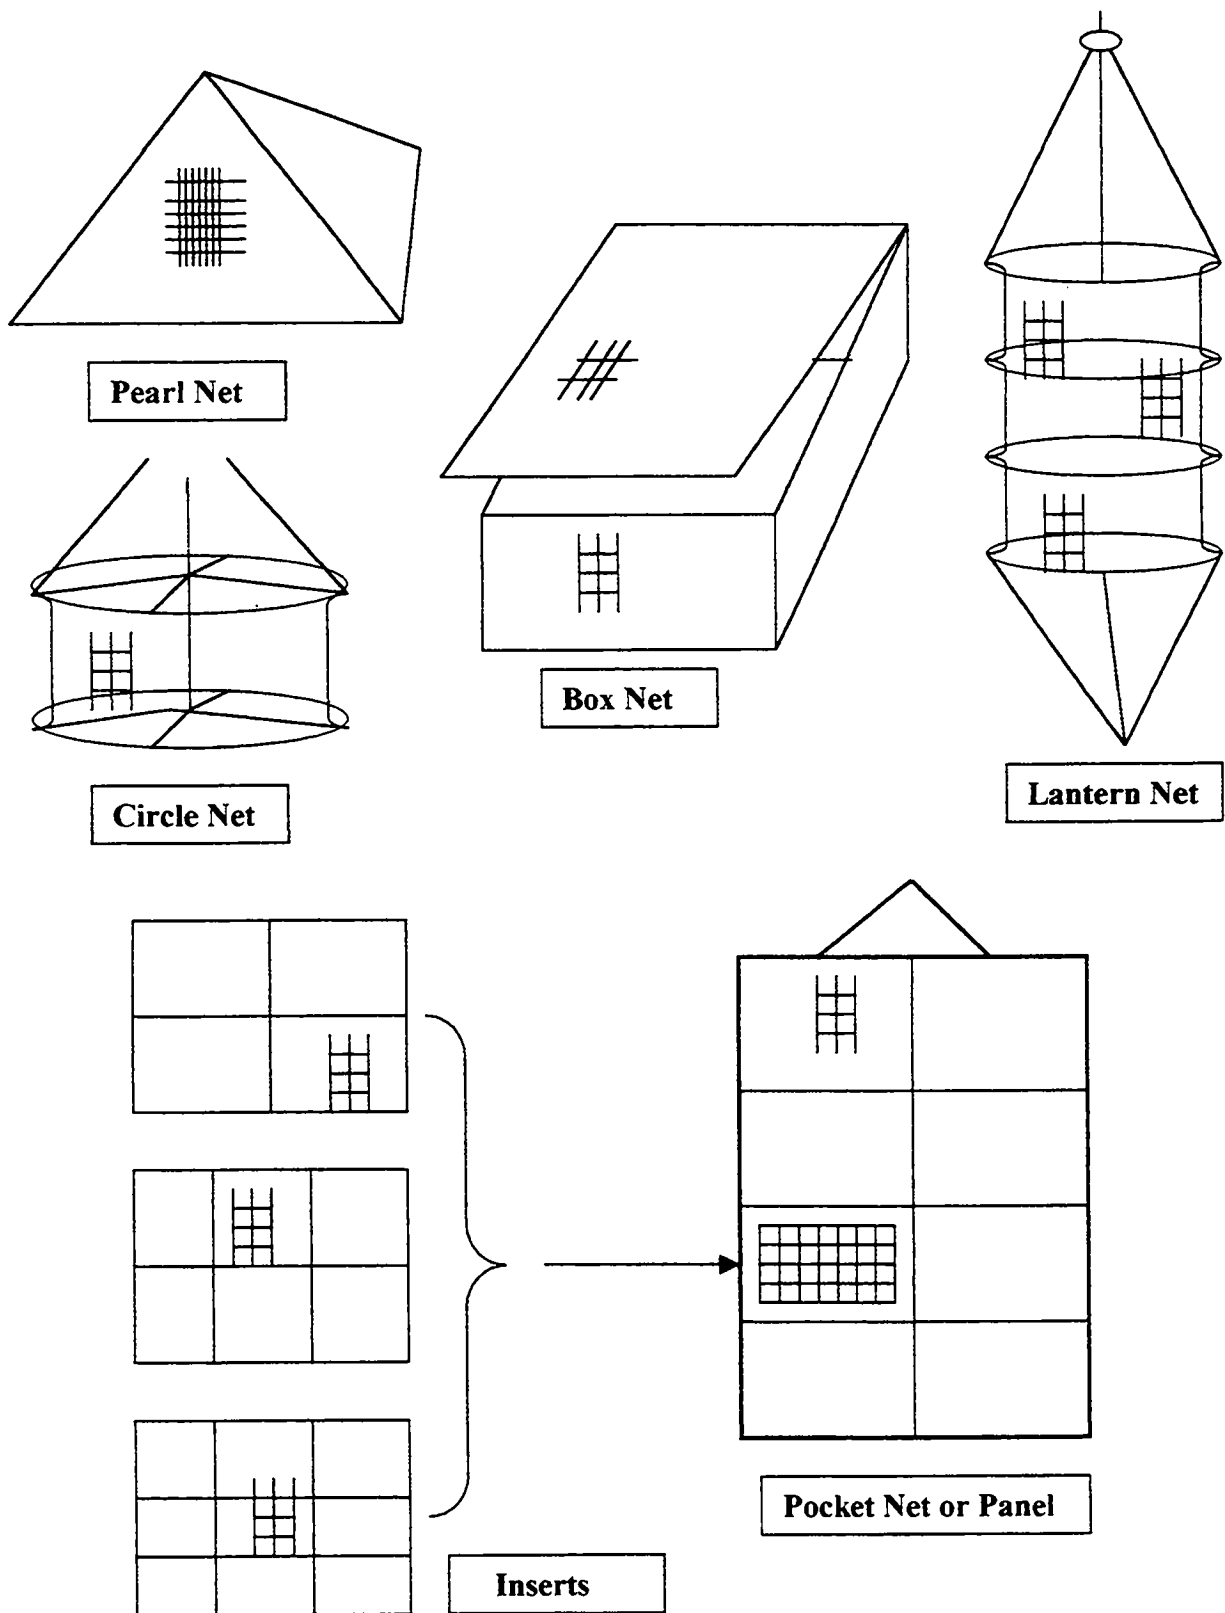 Pearl Net
Box Net
Circle Net
Lantern Net
Pocket Net or Panel
Inserts